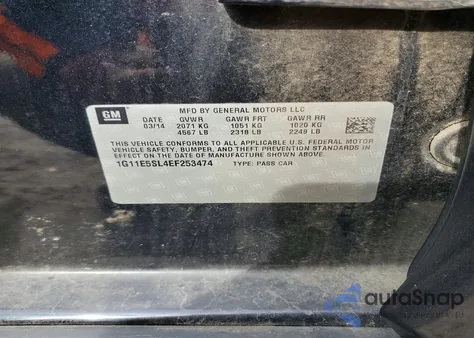 GM
MFD BY GENERAL MOTORS LLC
DATE GVWR GAWR FRT GAWR RR
03/14 2071 KG 1051 KG 1020 KG
4567 LB 2318 LB 2249 LB
THIS VEHICLE CONFORMS TO ALL APPLICABLE U.S. FEDERAL MOTOR
VEHICLE SAFETY, BUMPER, AND THEFT PREVENTION STANDARDS
IN EFFECT ON THE DATE OF MANUFACTURE SHOWN ABOVE.
1G11E5SL4EF253474 TYPE: PASS CAR
autoSnap